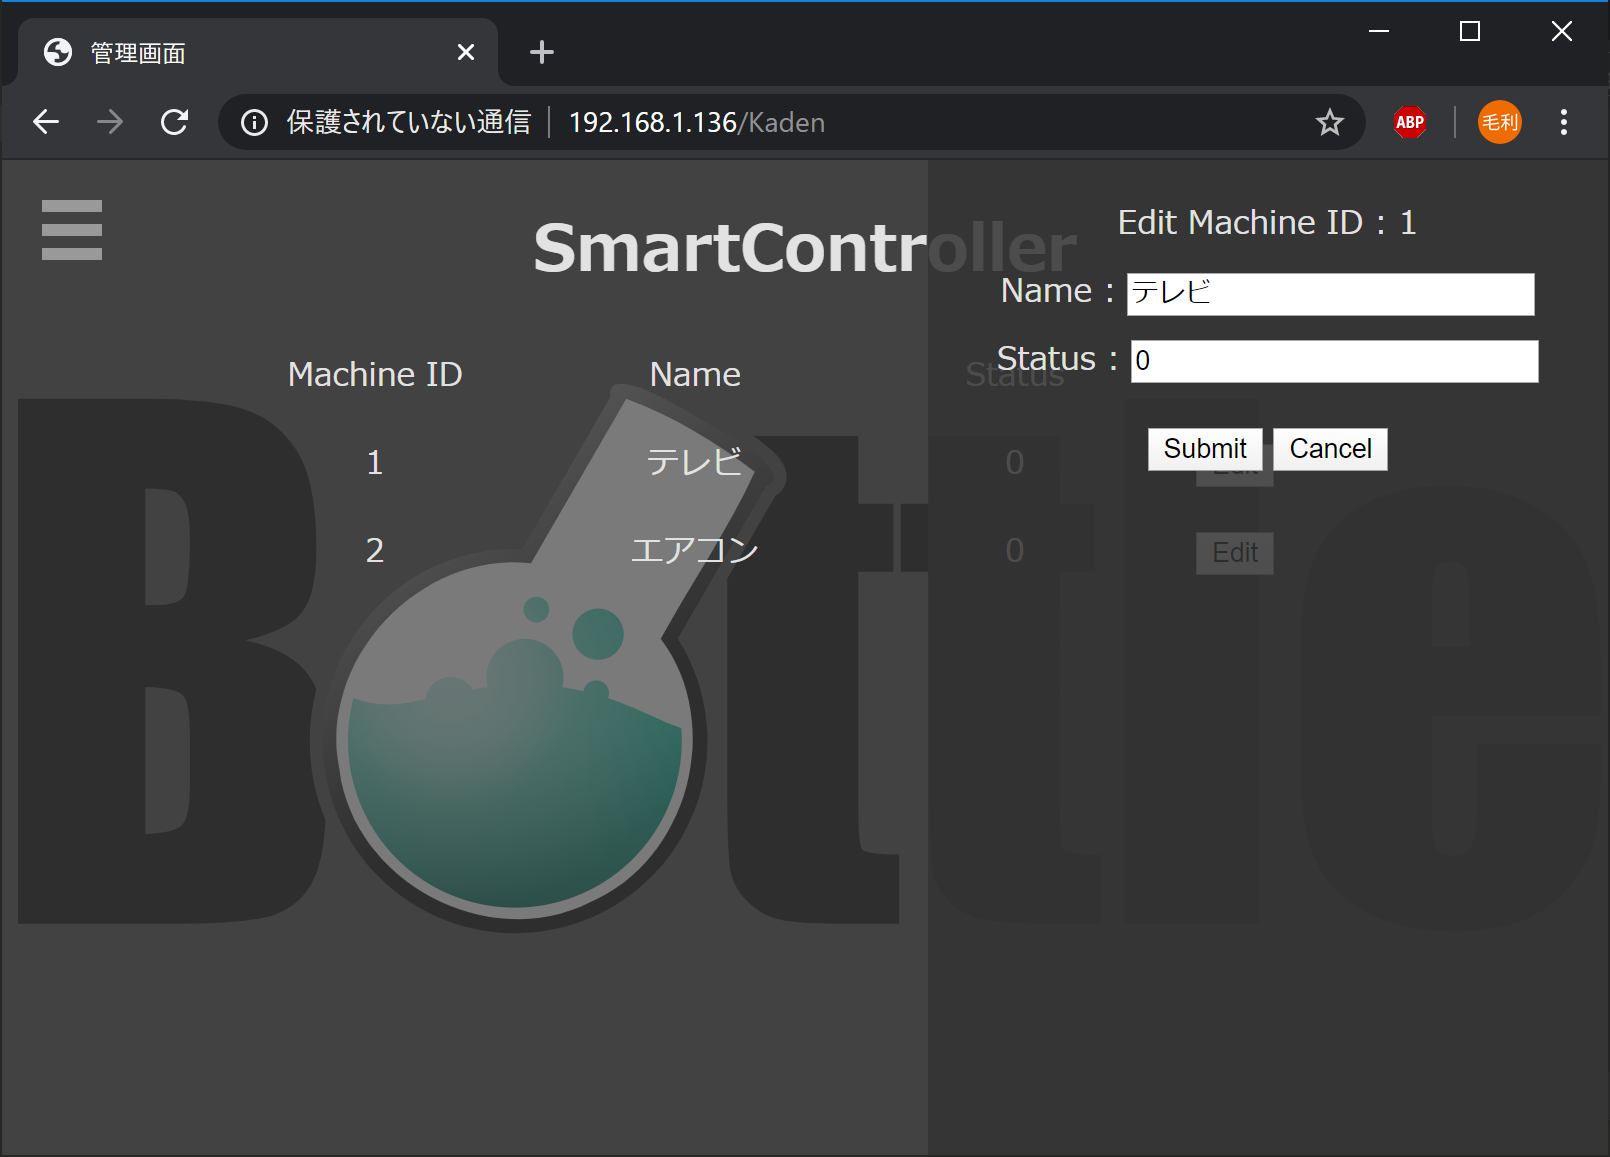 管理画面
保護されていない通信 192.168.1.136/Kaden
ABP
毛利
SmartController
Machine ID Name Status
1 テレビ 0 Edit
2 エアコン 0 Edit
Edit Machine ID : 1
Name : テレビ
Status : 0
Submit Cancel
Bottle